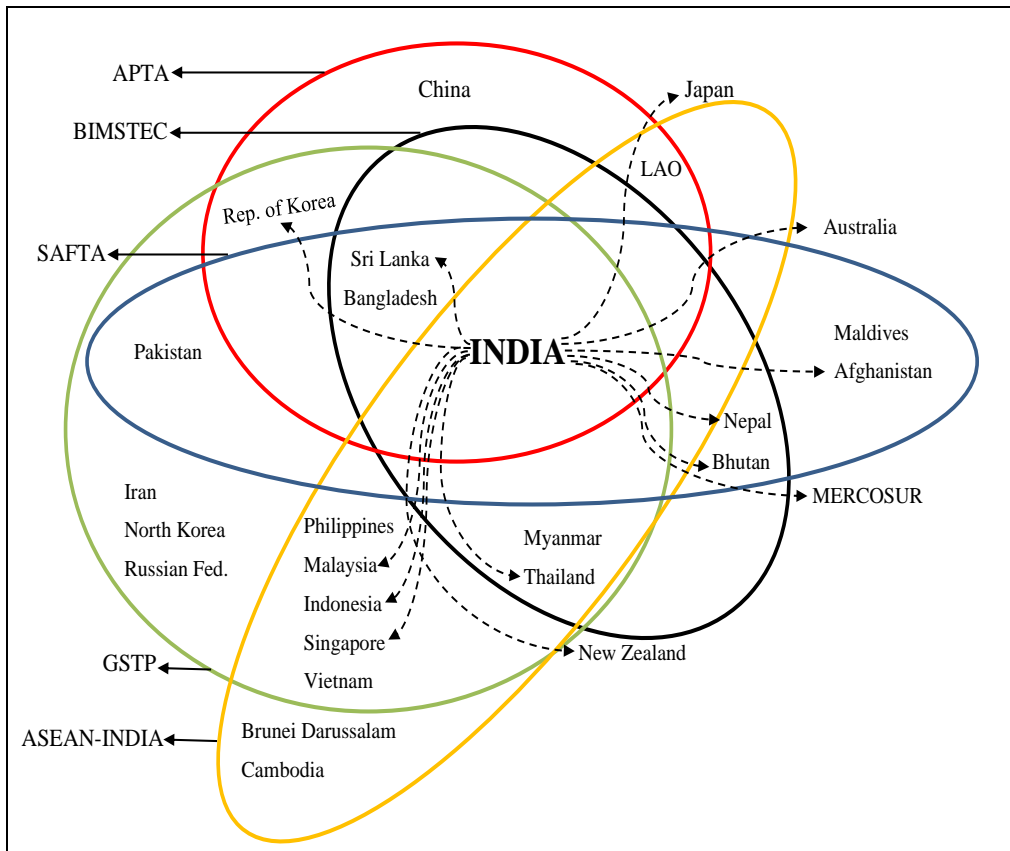 APTA
China
Japan
BIMSTEC
LAO
Rep. of Korea
Australia
SAFTA
Sri Lanka
Bangladesh
Maldives
Pakistan
INDIA
Afghanistan
Nepal
Bhutan
Iran
MERCOSUR
North Korea
Philippines
Myanmar
Russian Fed.
Malaysia
Thailand
Indonesia
Singapore
New Zealand
GSTP
Vietnam
ASEAN-INDIA
Brunei Darussalam
Cambodia